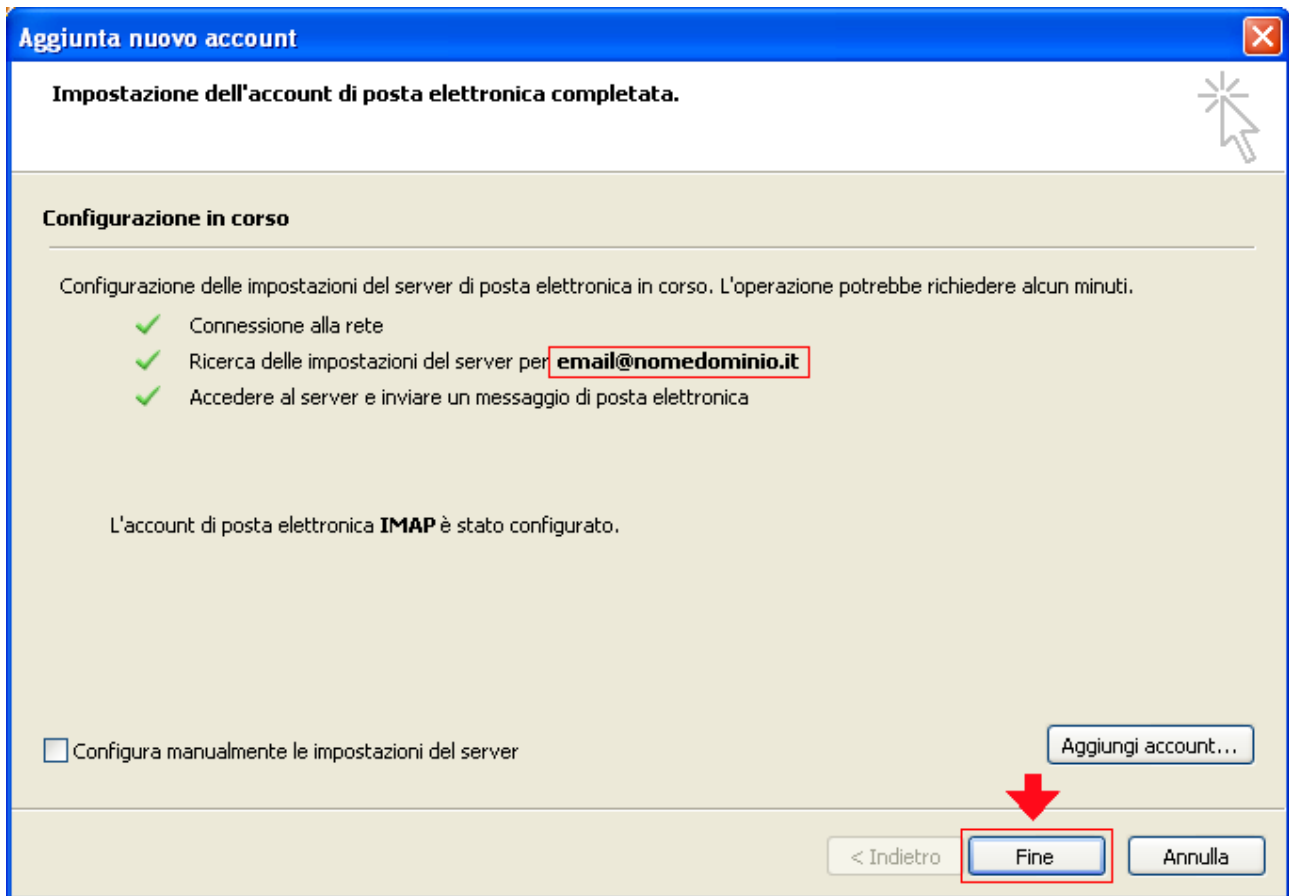 Aggiunta nuovo account
Impostazione dell'account di posta elettronica completata.
Configurazione in corso
Configurazione delle impostazioni del server di posta elettronica in corso. L'operazione potrebbe richiedere alcun minuti.
Connessione alla rete
Ricerca delle impostazioni del server per email@nomedominio.it
Accedere al server e inviare un messaggio di posta elettronica
L'account di posta elettronica IMAP è stato configurato.
Configura manualmente le impostazioni del server
Aggiungi account...
< Indietro
Fine
Annulla